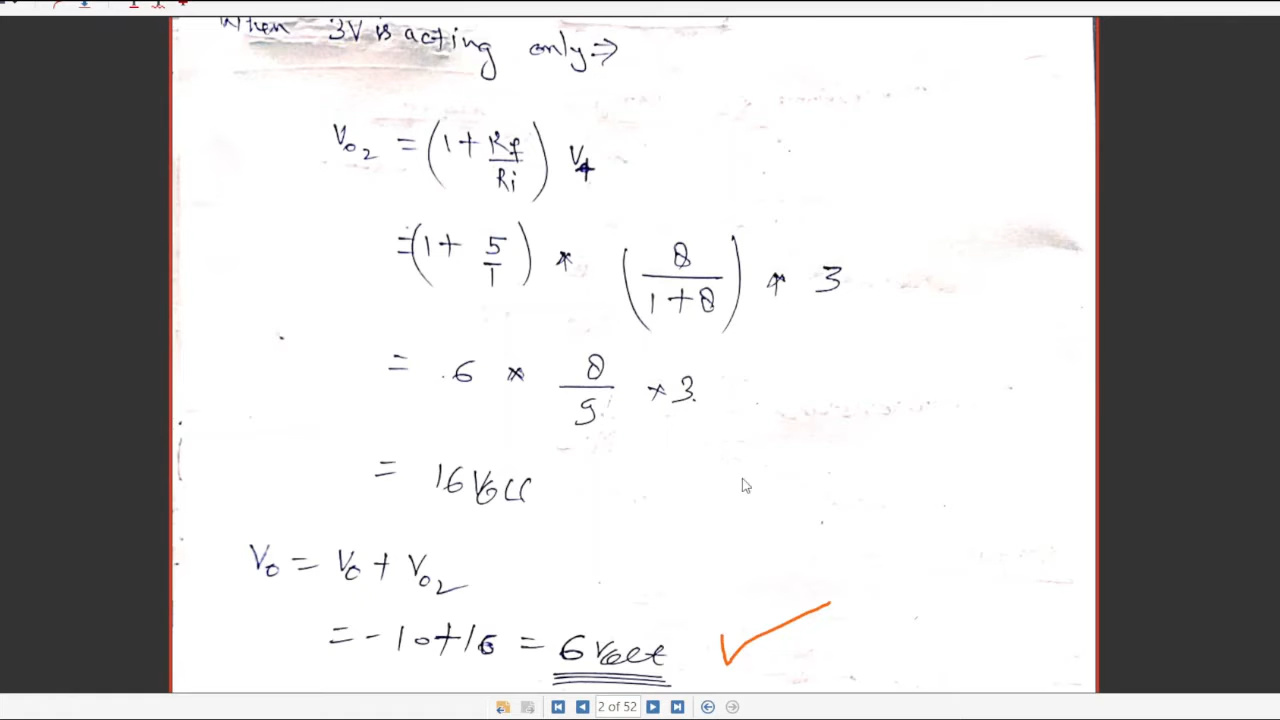 When 3V is acting only ⇒
V₀₂ = (1 + Rf/Ri) V₊
= (1 + 5/1) * (8/(1+8)) * 3
= 6 * 8/9 * 3
= 16 Volt
V₀ = V₀ + V₀₂
= -10+16 = 6 Volt
2 of 52